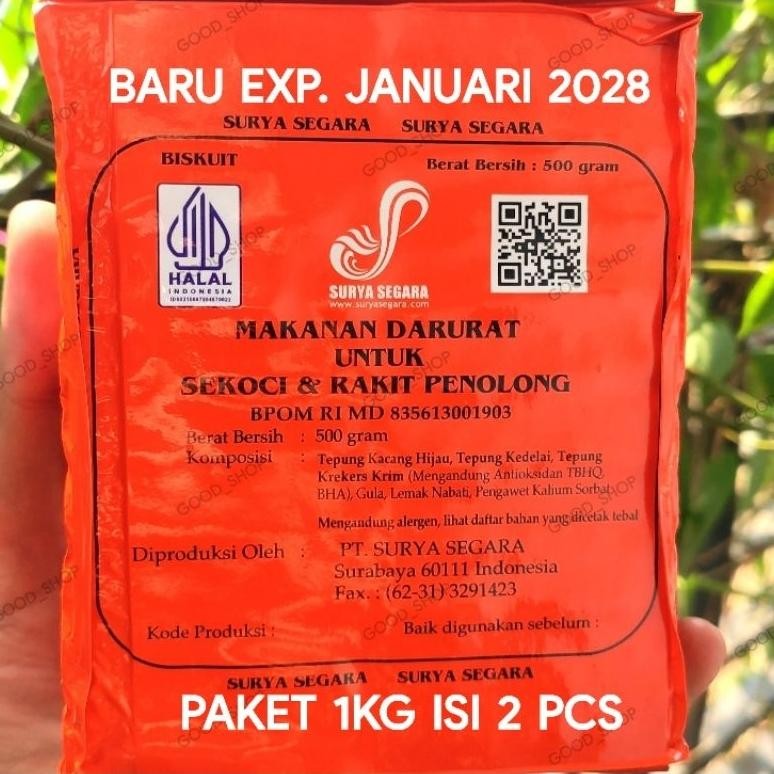 BARU EXP. JANUARI 2028
SURYA SEGARA SURYA SEGARA
BISKUIT
Berat Bersih : 500 gram
HALAL
INDONESIA
SURYA SEGARA
www.suryasegara.com
MAKANAN DARURAT
UNTUK
SEKOCI & RAKIT PENOLONG
BPOM RI MD 835613001903
Berat Bersih : 500 gram
Komposisi : Tepung Kacang Hijau, Tepung Kedelai, Tepung
Krekers Krim (Mengandung Antioksidan TBHQ,
BHA), Gula, Lemak Nabati, Pengawet Kalium Sorbat
Mengandung alergen, lihat daftar bahan yang dicetak tebal
Diproduksi Oleh : PT. SURYA SEGARA
Surabaya 60111 Indonesia
Fax. : (62-31) 3291423
Kode Produksi :
Baik digunakan sebelum :
SURYA SEGARA SURYA SEGARA
PAKET 1KG ISI 2 PCS
GOOD_SHOP